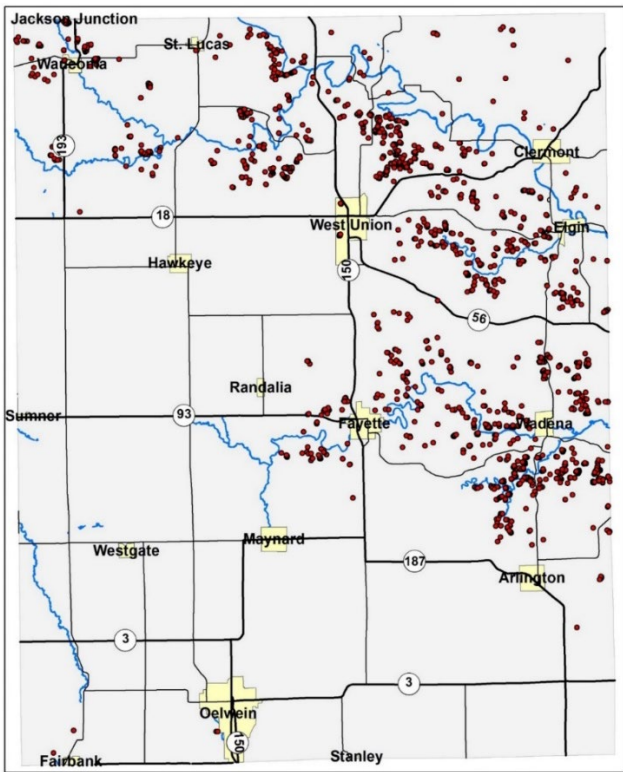 Jackson Junction
St. Lucas
Wadeoma
193
Clermont
18
West Union
Elgin
Hawkeye
150
56
Randalia
Sumner
93
Fayette
Wadena
Maynard
Westgate
187
Arlington
3
3
Oelwein
150
Fairbank
Stanley